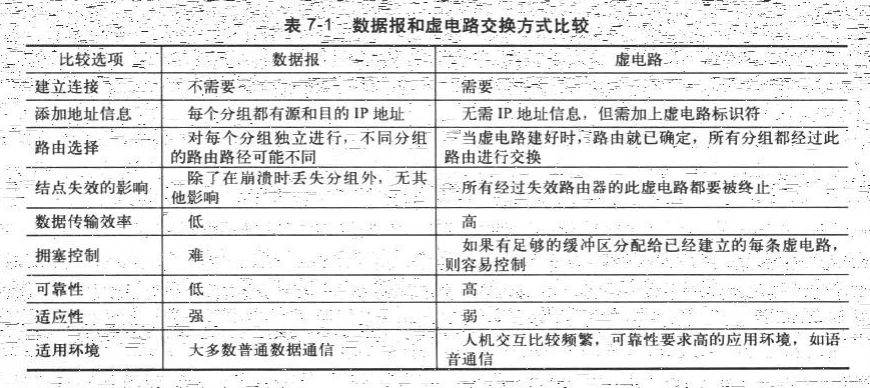 表 7-1 数据报和虚电路交换方式比较
比较选项 数据报 虚电路
建立连接 不需要 需要
添加地址信息 每个分组都有源和目的 IP 地址 无需 IP 地址信息，但需加上虚电路标识符
路由选择 对每个分组独立进行，不同分组的路由路径可能不同 当虚电路建好时，路由就已确定，所有分组都经过此路由进行交换
结点失效的影响 除了在崩溃时丢失分组外，无其他影响 所有经过失效路由器的此虚电路都要被终止
数据传输效率 低 高
拥塞控制 难 如果有足够的缓冲区分配给已经建立的每条虚电路，则容易控制
可靠性 低 高
适应性 强 弱
适用环境 大多数普通数据通信 人机交互比较频繁，可靠性要求高的应用环境，如语音通信